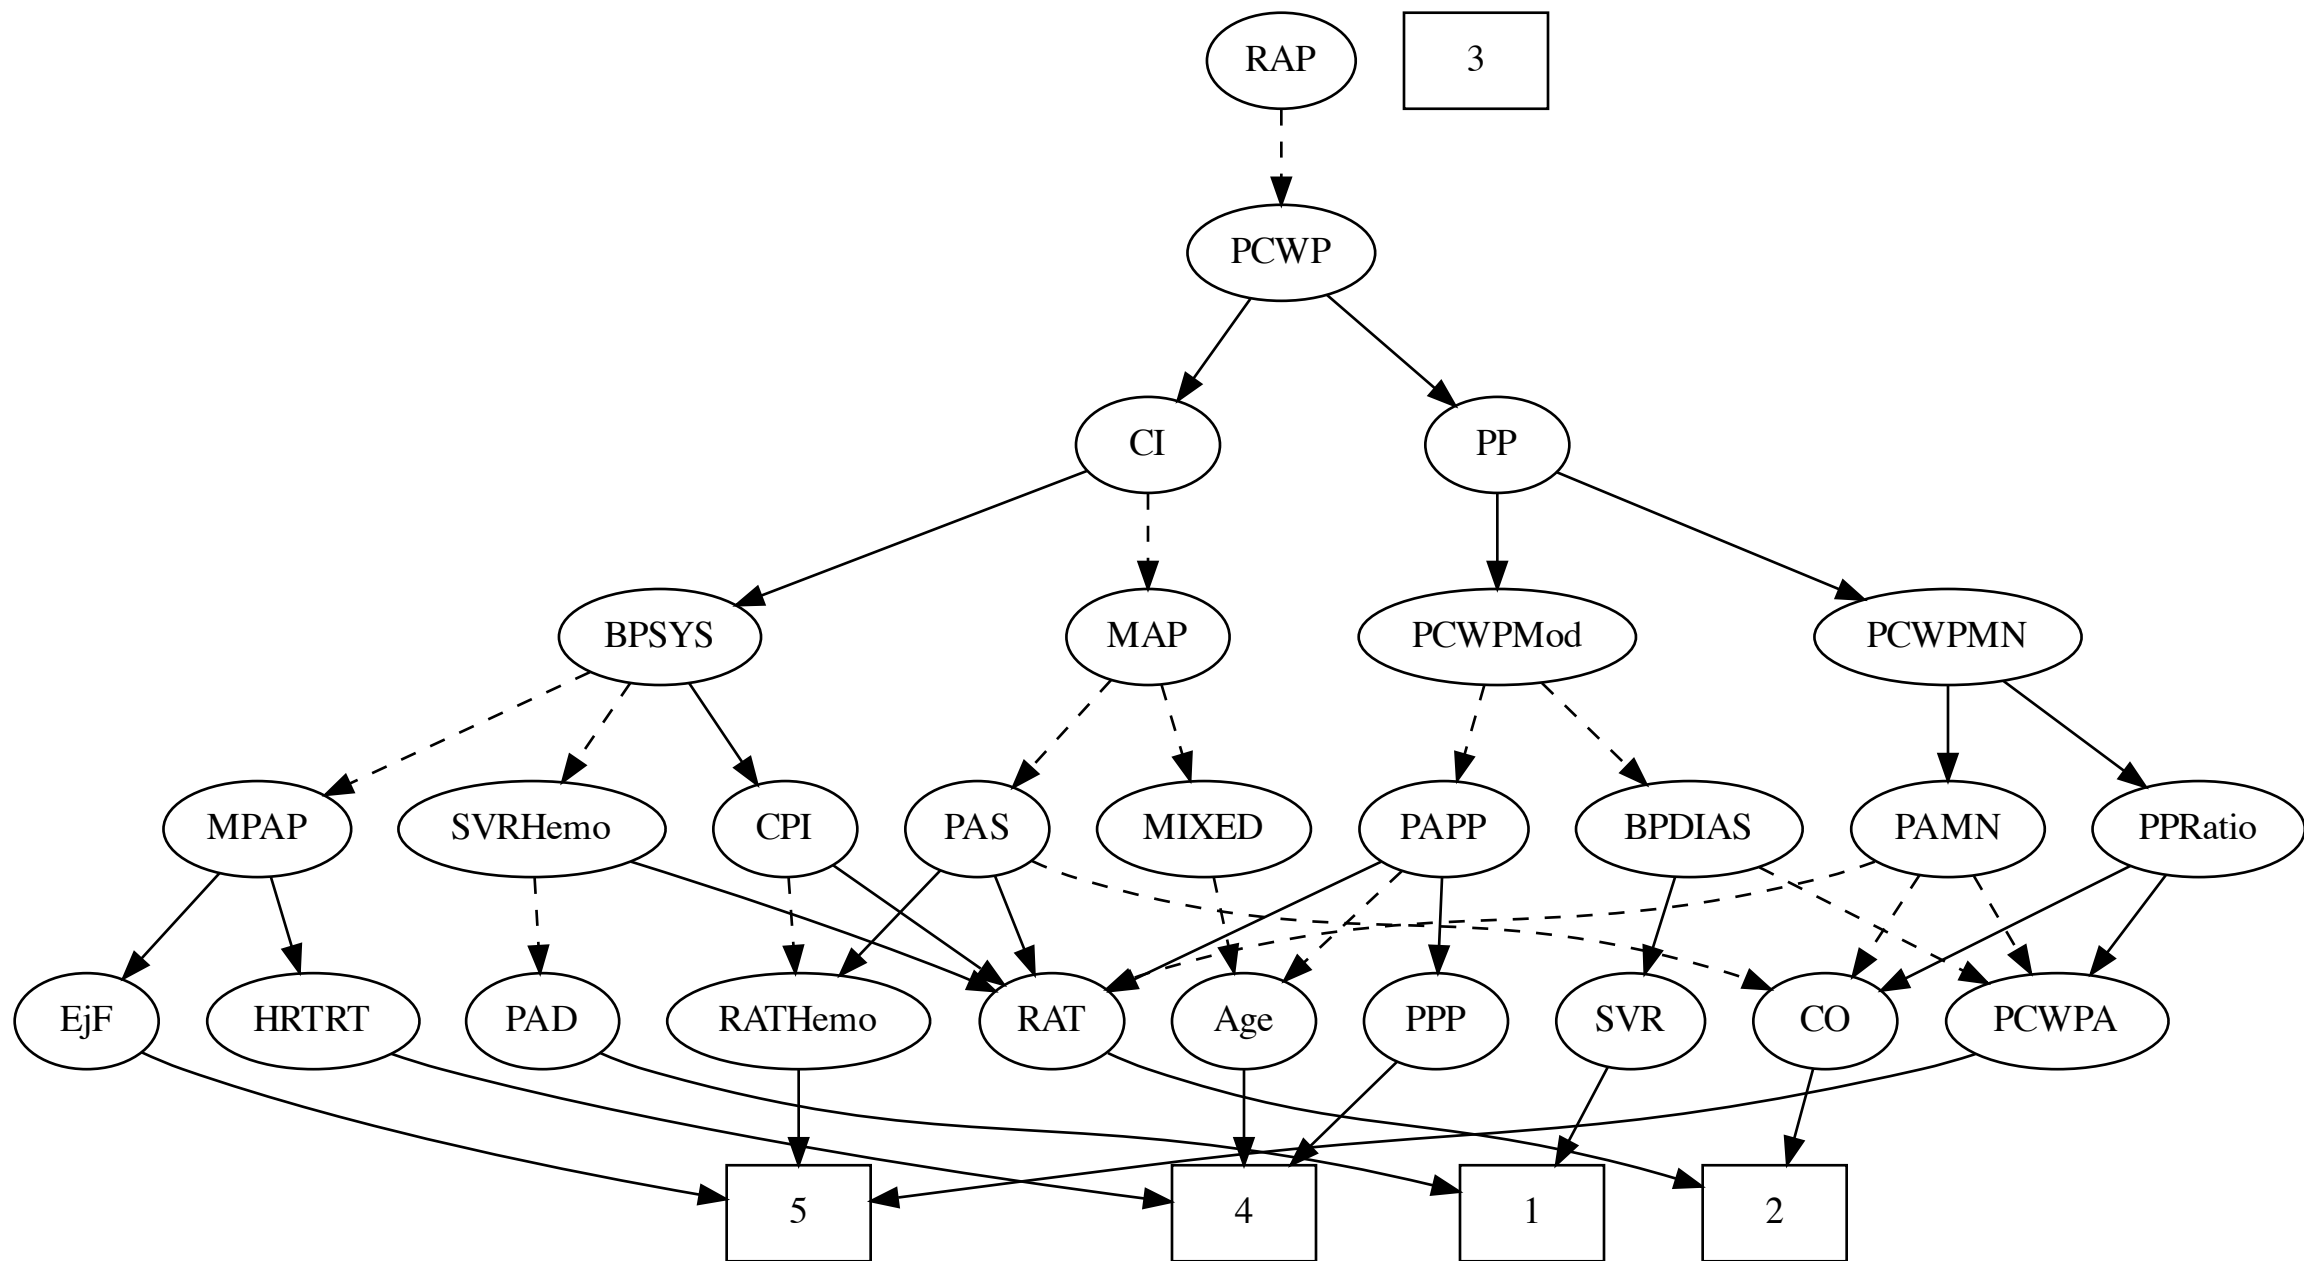 RAP
3
PCWP
CI
PP
BPSYS
MAP
PCWPMod
PCWPMN
MPAP
SVRHemo
CPI
PAS
MIXED
PAPP
BPDIAS
PAMN
PPRatio
EjF
HRTRT
PAD
RATHemo
RAT
Age
PPP
SVR
CO
PCWPA
5
4
1
2